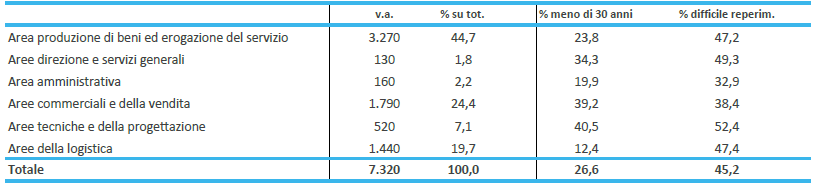 v.a. % su tot. % meno di 30 anni % difficile reperim.
Area produzione di beni ed erogazione del servizio 3.270 44,7 23,8 47,2
Aree direzione e servizi generali 130 1,8 34,3 49,3
Area amministrativa 160 2,2 19,9 32,9
Aree commerciali e della vendita 1.790 24,4 39,2 38,4
Aree tecniche e della progettazione 520 7,1 40,5 52,4
Aree della logistica 1.440 19,7 12,4 47,4
Totale 7.320 100,0 26,6 45,2